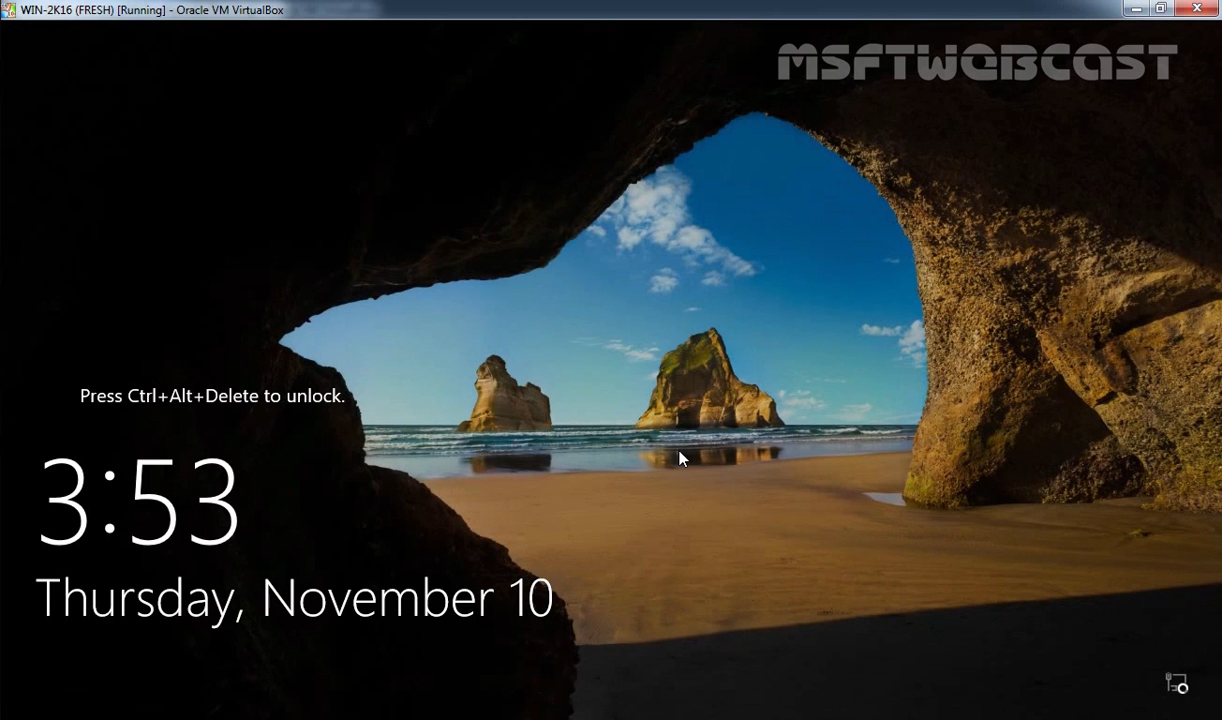 WIN-2K16 (FRESH) [Running] - Oracle VM VirtualBox
MSFTWEBCAST
Press Ctrl+Alt+Delete to unlock.
3:53
Thursday, November 10